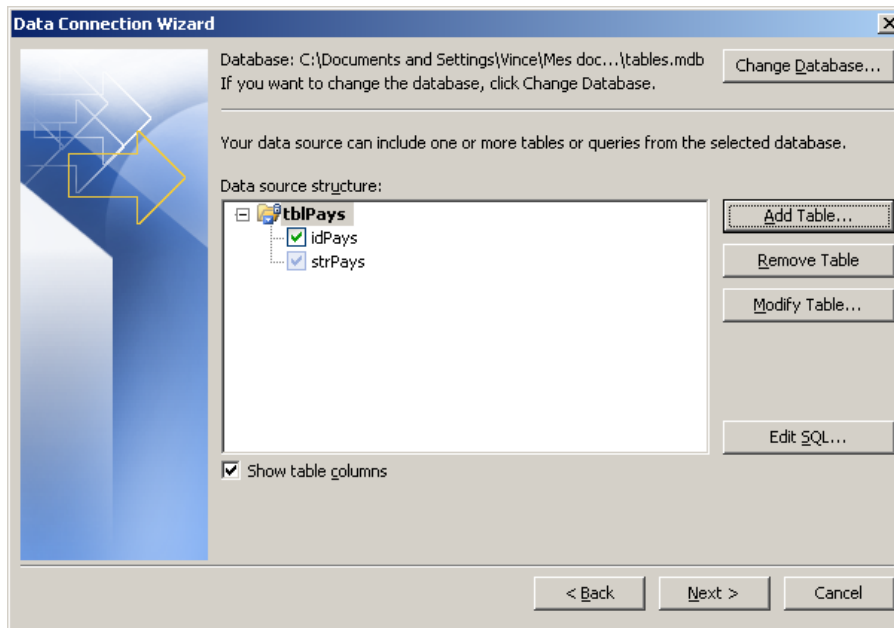 Data Connection Wizard
Database: C:\Documents and Settings\Vince\Mes doc...\tables.mdb
If you want to change the database, click Change Database.
Change Database...
Your data source can include one or more tables or queries from the selected database.
Data source structure:
tblPays
idPays
strPays
Add Table...
Remove Table
Modify Table...
Edit SQL...
Show table columns
< Back
Next >
Cancel